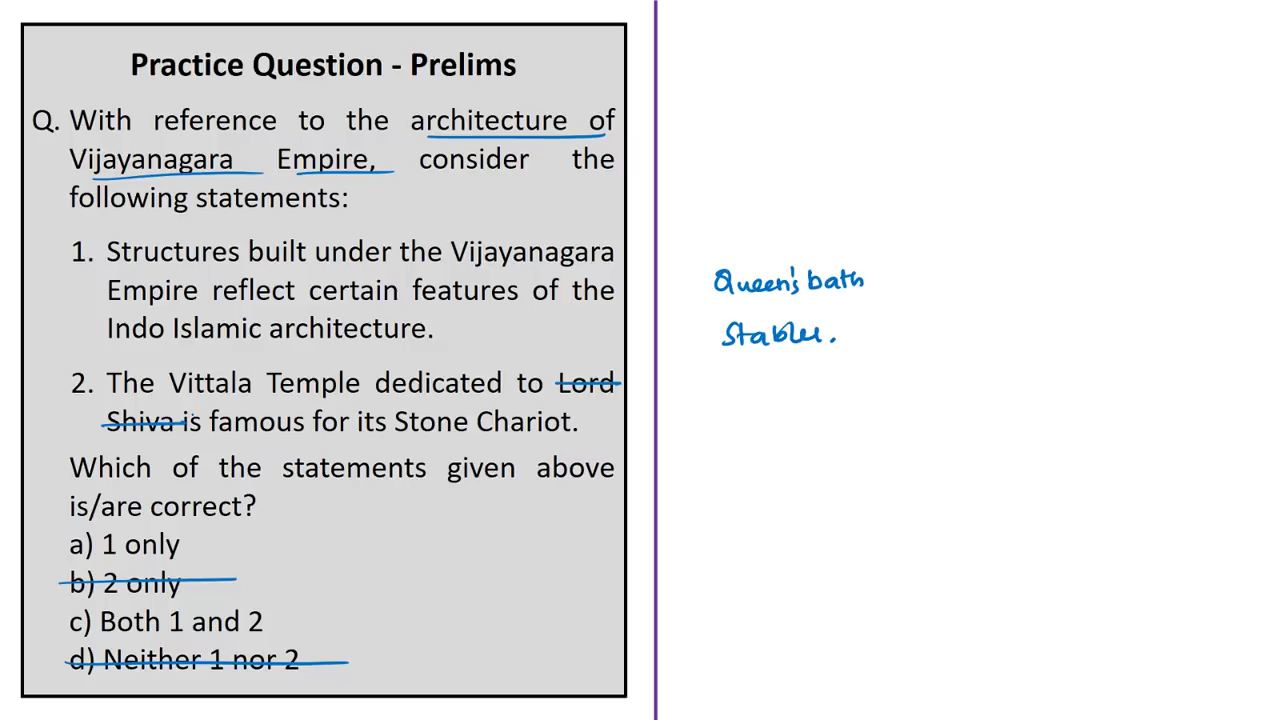 Practice Question - Prelims
Q. With reference to the architecture of
Vijayanagara Empire, consider the
following statements:
1. Structures built under the Vijayanagara
Empire reflect certain features of the
Indo Islamic architecture.
2. The Vittala Temple dedicated to Lord
Shiva is famous for its Stone Chariot.
Which of the statements given above
is/are correct?
a) 1 only
b) 2 only
c) Both 1 and 2
d) Neither 1 nor 2
Queen's bath